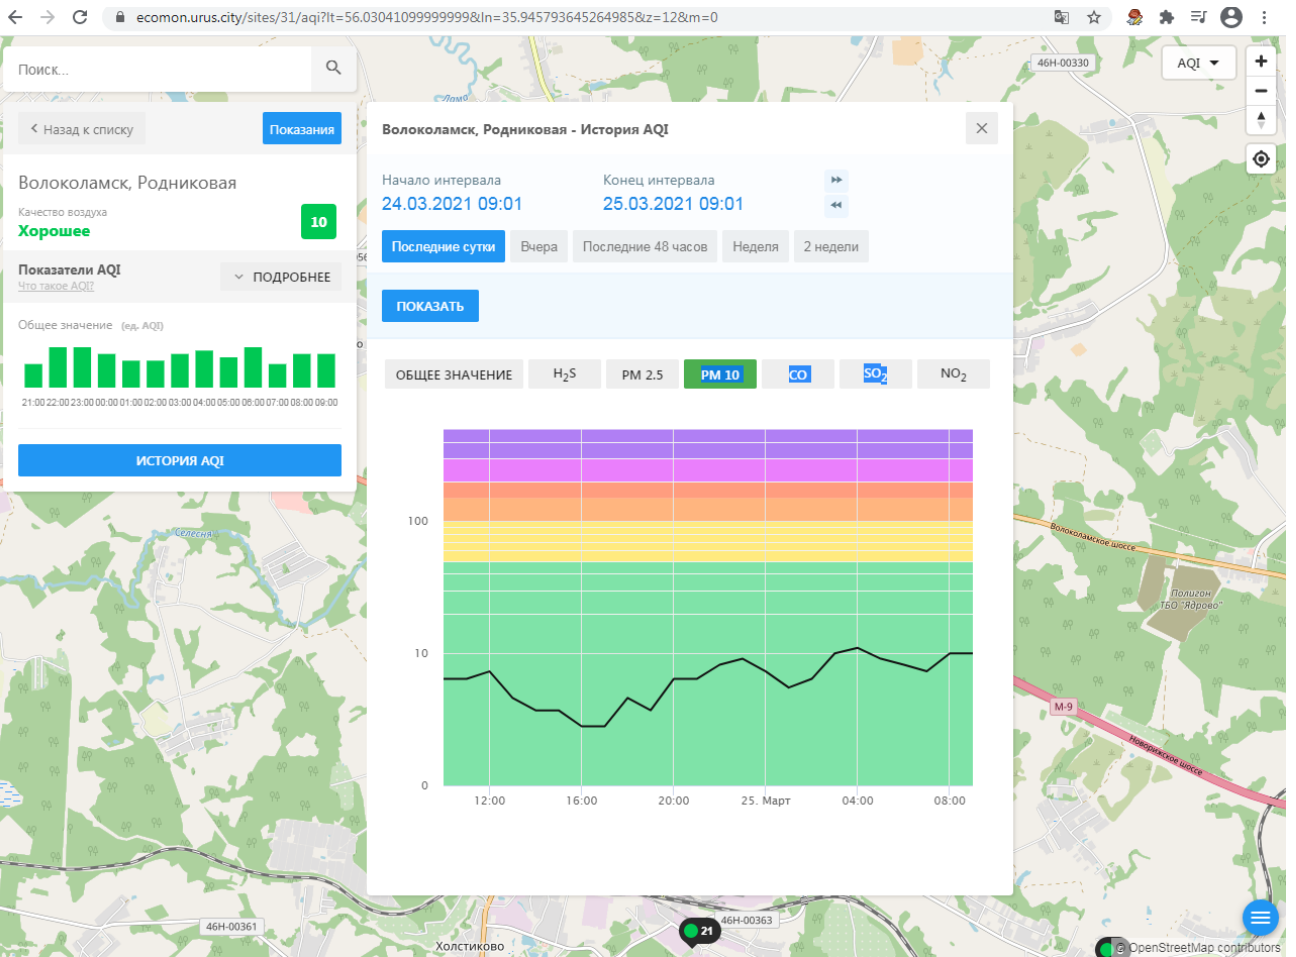 ecomon.urus.city/sites/31/aqi?lt=56.03041099999999&ln=35.945793645264985&z=12&m=0
Поиск...
Лама
46Н-00330
AQI
Назад к списку
Показания
Волоколамск, Родниковая - История AQI
Волоколамск, Родниковая
Начало интервала
Конец интервала
24.03.2021 09:01
25.03.2021 09:01
Качество воздуха
Хорошее
10
Последние сутки
Вчера
Последние 48 часов
Неделя
2 недели
Показатели AQI
Что такое AQI?
ПОДРОБНЕЕ
ПОКАЗАТЬ
Общее значение (ед. AQI)
21:00 22:00 23:00 00:00 01:00 02:00 03:00 04:00 05:00 06:00 07:00 08:00 09:00
ИСТОРИЯ AQI
ОБЩЕЕ ЗНАЧЕНИЕ
H2S
PM 2.5
PM 10
CO
SO2
NO2
100
10
0
12:00
16:00
20:00
25. Март
04:00
08:00
Селесня
Волоколамское шоссе
Полигон
ТБО "Ядрово"
М-9
Новорижское шоссе
46Н-00361
Холстиково
21
46Н-00363
© OpenStreetMap contributors